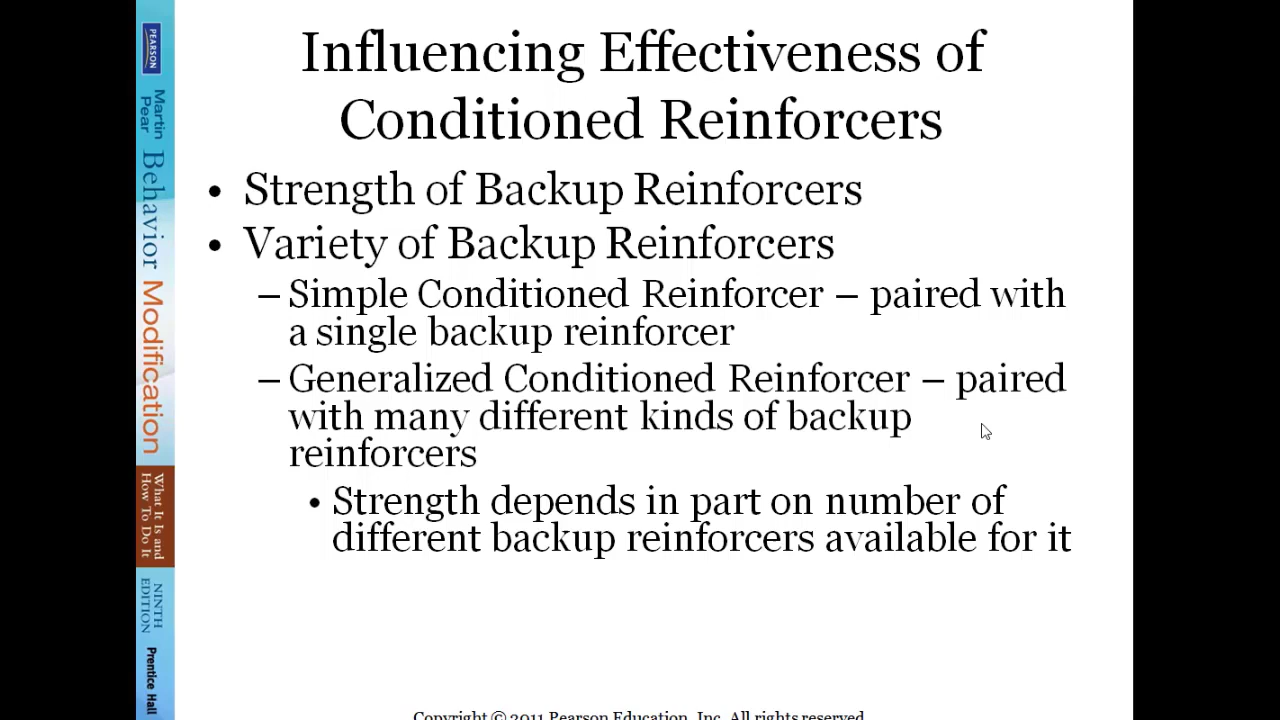 Influencing Effectiveness of
Conditioned Reinforcers
• Strength of Backup Reinforcers
• Variety of Backup Reinforcers
– Simple Conditioned Reinforcer – paired with
a single backup reinforcer
– Generalized Conditioned Reinforcer – paired
with many different kinds of backup
reinforcers
• Strength depends in part on number of
different backup reinforcers available for it
PEARSON
Martin
Pear
Behavior Modification
What It Is and
How To Do It
NINTH
EDITION
Prentice Hall
Copyright © 2011 Pearson Education, Inc. All rights reserved.